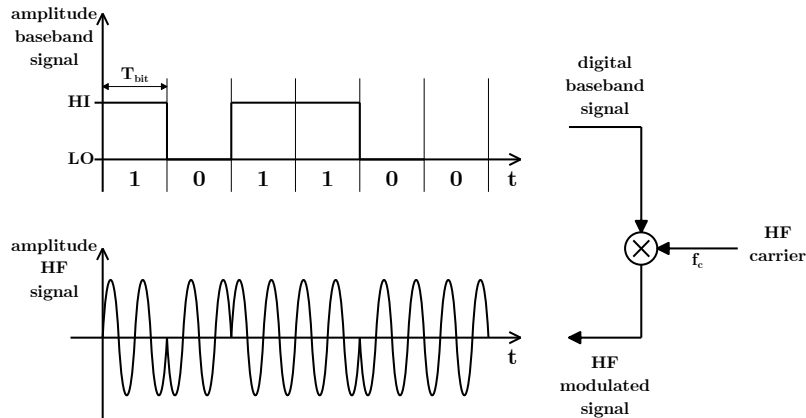 amplitude
baseband
signal
T_bit
HI
LO
1 0 1 1 0 0 t
amplitude
HF
signal
t
digital
baseband
signal
HF
carrier
f_c
HF
modulated
signal